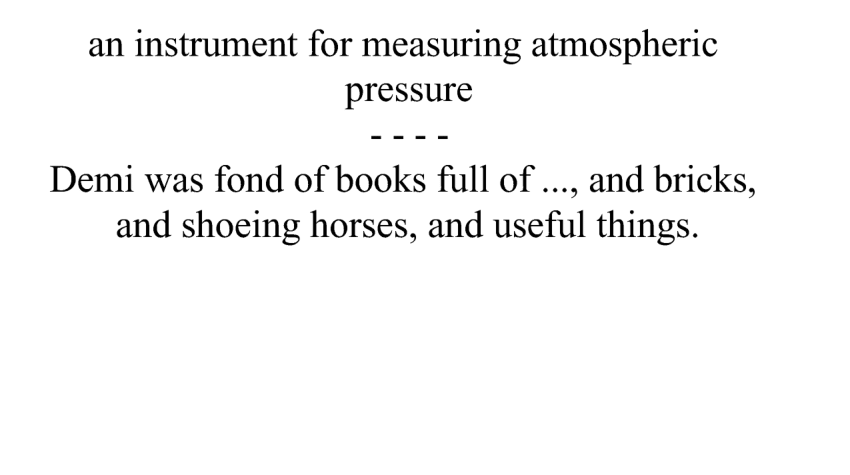 an instrument for measuring atmospheric
pressure
- - - -
Demi was fond of books full of ..., and bricks,
and shoeing horses, and useful things.